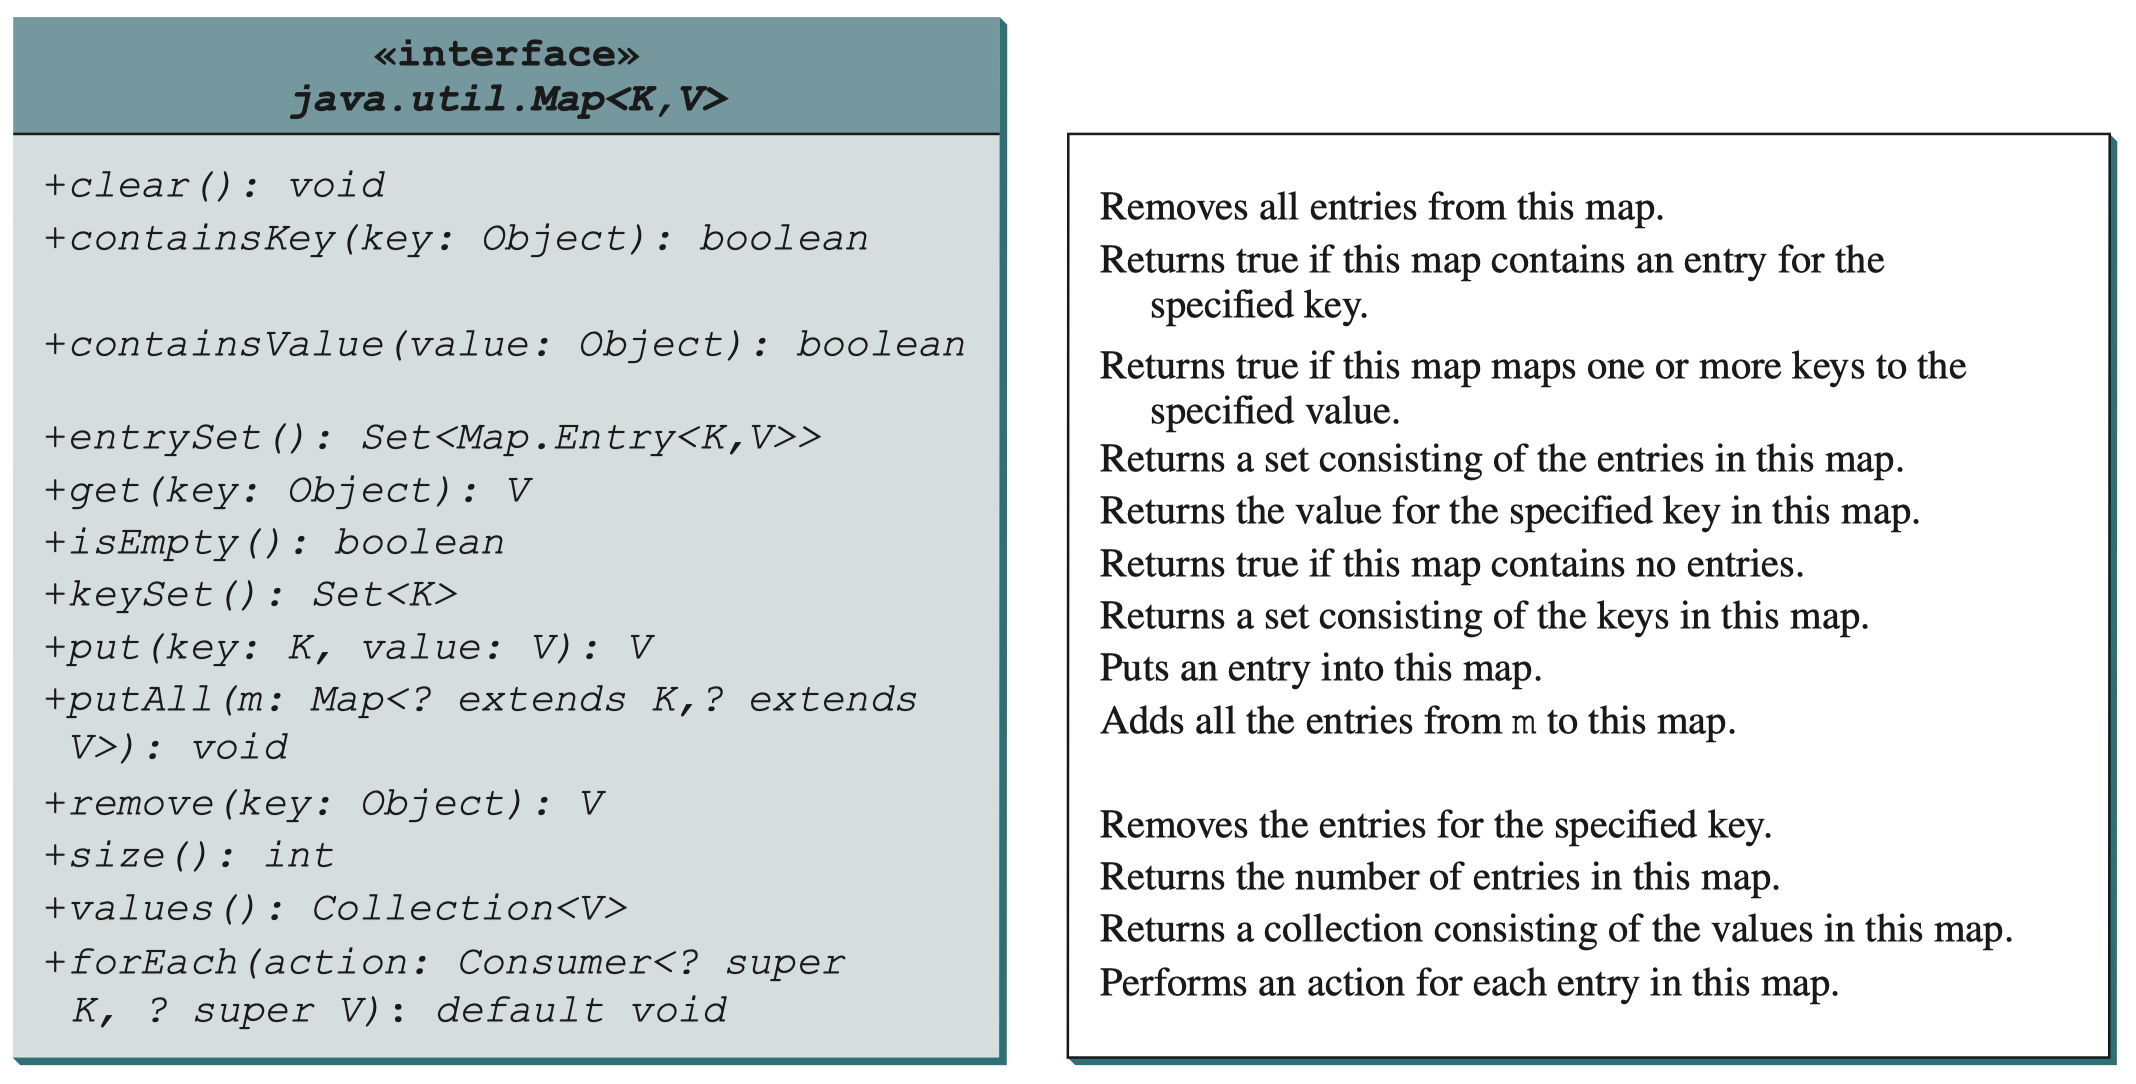 «interface»
java.util.Map<K,V>
+clear(): void
+containsKey(key: Object): boolean
+containsValue(value: Object): boolean
+entrySet(): Set<Map.Entry<K,V>>
+get(key: Object): V
+isEmpty(): boolean
+keySet(): Set<K>
+put(key: K, value: V): V
+putAll(m: Map<? extends K,? extends
V>): void
+remove(key: Object): V
+size(): int
+values(): Collection<V>
+forEach(action: Consumer<? super
K, ? super V): default void
Removes all entries from this map.
Returns true if this map contains an entry for the
specified key.
Returns true if this map maps one or more keys to the
specified value.
Returns a set consisting of the entries in this map.
Returns the value for the specified key in this map.
Returns true if this map contains no entries.
Returns a set consisting of the keys in this map.
Puts an entry into this map.
Adds all the entries from m to this map.
Removes the entries for the specified key.
Returns the number of entries in this map.
Returns a collection consisting of the values in this map.
Performs an action for each entry in this map.